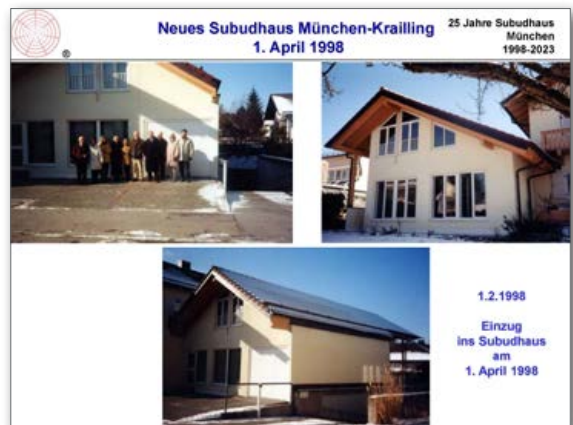 ®
Neues Subudhaus München-Krailling
1. April 1998
25 Jahre Subudhaus
München
1998-2023
1.2.1998
Einzug
ins Subudhaus
am
1. April 1998